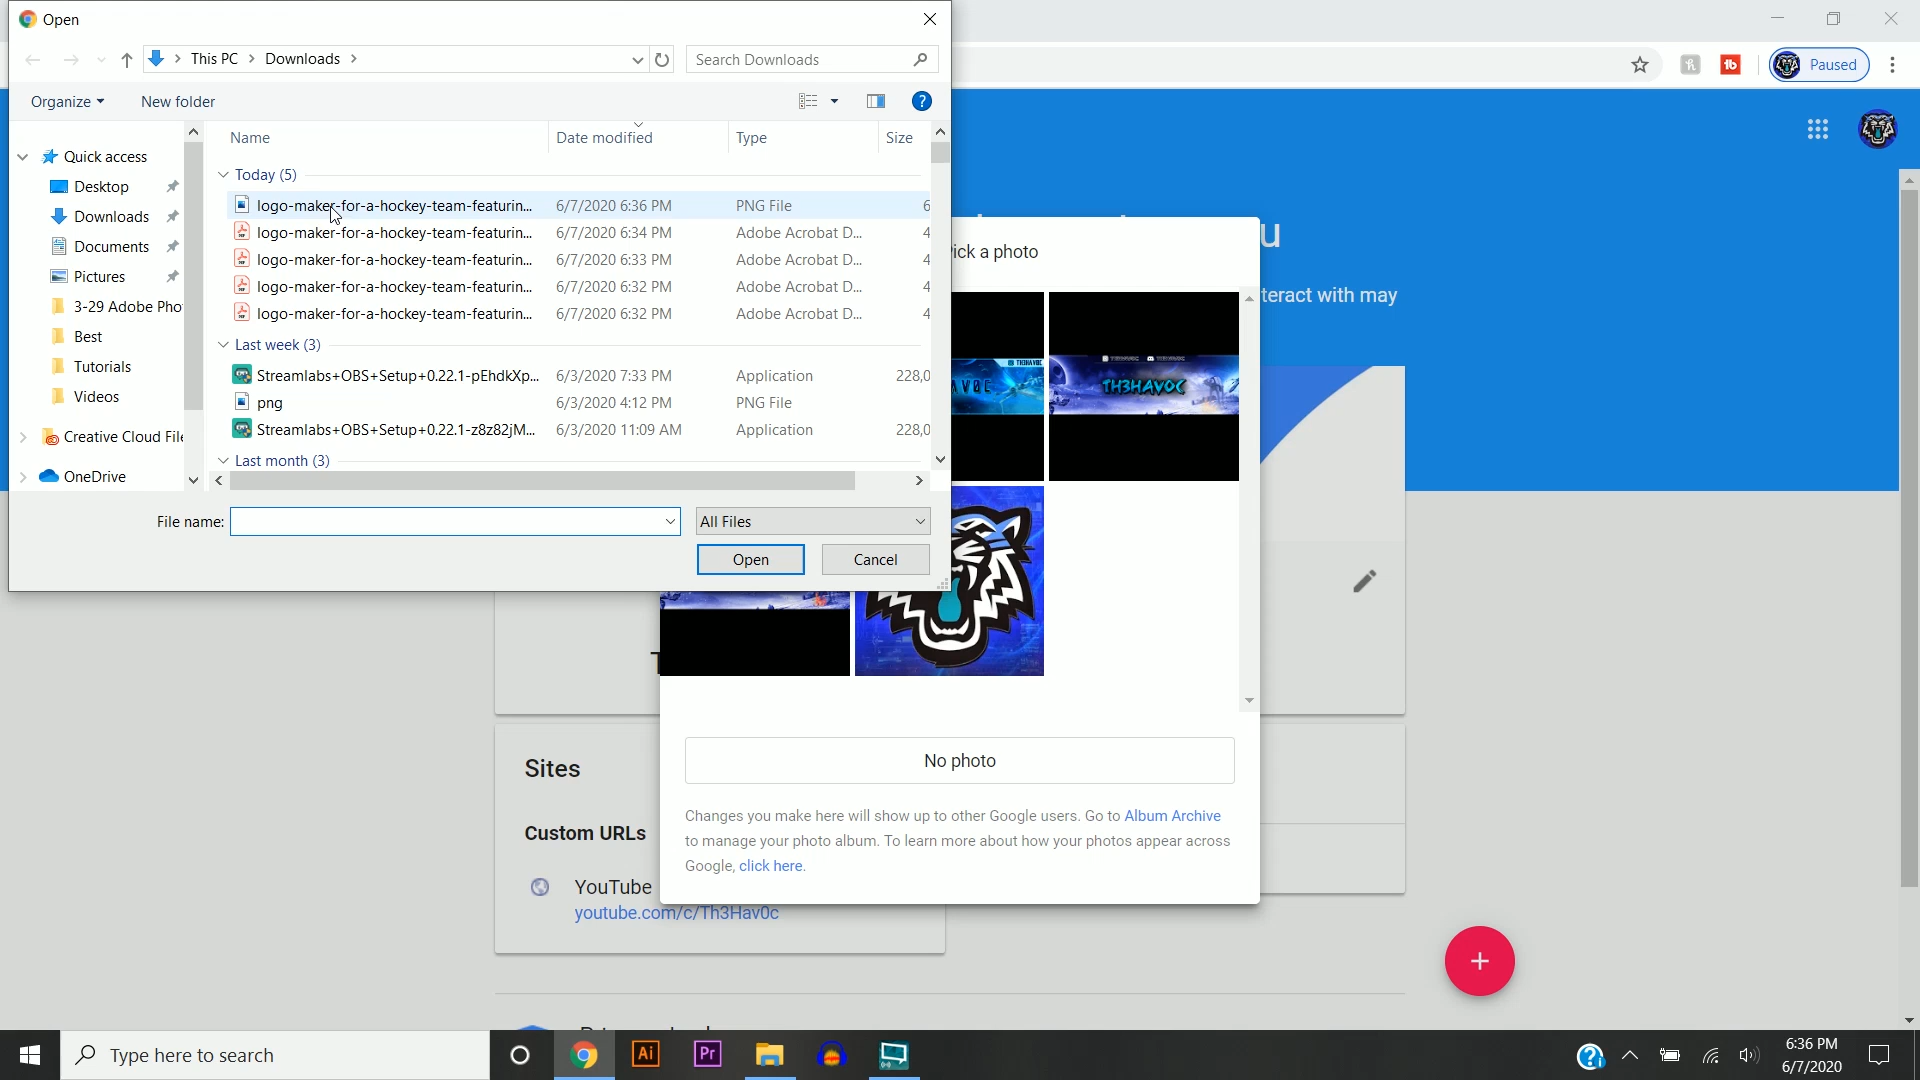 Open
This PC
Downloads
Search Downloads
Organize
New folder
?
Paused
Quick access
Desktop
Downloads
Documents
Pictures
3-29 Adobe Pho
Best
Tutorials
Videos
Creative Cloud File
OneDrive
Name
Date modified
Type
Size
Today (5)
logo-maker-for-a-hockey-team-featurin... 6/7/2020 6:36 PM PNG File 6
logo-maker-for-a-hockey-team-featurin... 6/7/2020 6:34 PM Adobe Acrobat D... 4
logo-maker-for-a-hockey-team-featurin... 6/7/2020 6:33 PM Adobe Acrobat D... 4
logo-maker-for-a-hockey-team-featurin... 6/7/2020 6:32 PM Adobe Acrobat D... 4
logo-maker-for-a-hockey-team-featurin... 6/7/2020 6:32 PM Adobe Acrobat D... 4
Last week (3)
Streamlabs+OBS+Setup+0.22.1-pEhdkXp... 6/3/2020 7:33 PM Application 228,0
png 6/3/2020 4:12 PM PNG File
Streamlabs+OBS+Setup+0.22.1-z8z82jM... 6/3/2020 11:09 AM Application 228,0
Last month (3)
File name:
All Files
Open
Cancel
u
teract with may
ick a photo
TH3HAVOC
TH3HAVOC
No photo
Changes you make here will show up to other Google users. Go to Album Archive
to manage your photo album. To learn more about how your photos appear across
Google, click here.
Sites
Custom URLs
YouTube
youtube.com/c/Th3Hav0c
+
Type here to search
Ai
Pr
6:36 PM
6/7/2020